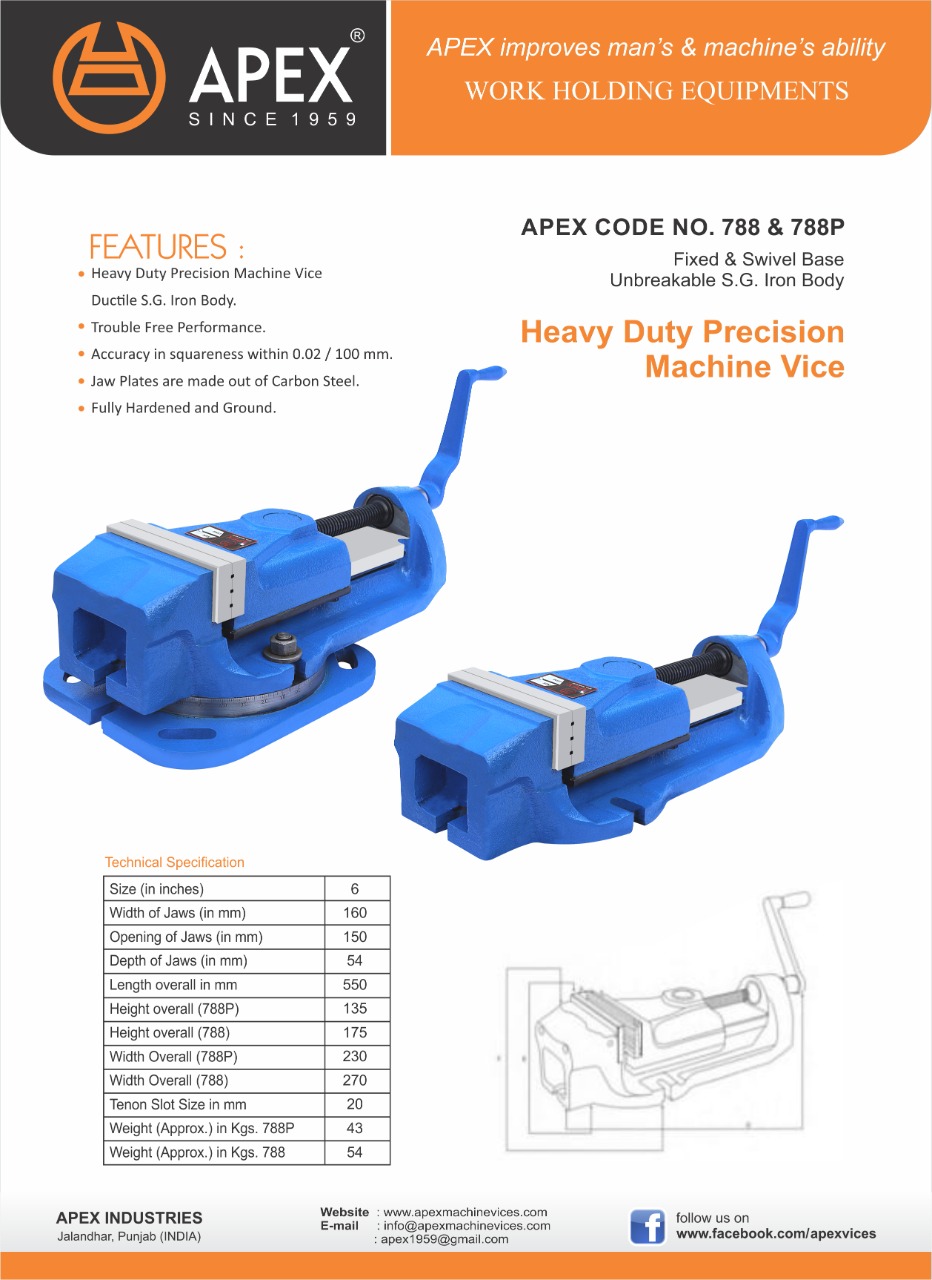 APEX ®
SINCE 1959
APEX improves man's & machine's ability
WORK HOLDING EQUIPMENTS
APEX CODE NO. 788 & 788P
Fixed & Swivel Base
Unbreakable S.G. Iron Body
Heavy Duty Precision
Machine Vice
FEATURES :
• Heavy Duty Precision Machine Vice
Ductile S.G. Iron Body.
• Trouble Free Performance.
• Accuracy in squareness within 0.02 / 100 mm.
• Jaw Plates are made out of Carbon Steel.
• Fully Hardened and Ground.
Technical Specification
Size (in inches) 6
Width of Jaws (in mm) 160
Opening of Jaws (in mm) 150
Depth of Jaws (in mm) 54
Length overall in mm 550
Height overall (788P) 135
Height overall (788) 175
Width Overall (788P) 230
Width Overall (788) 270
Tenon Slot Size in mm 20
Weight (Approx.) in Kgs. 788P 43
Weight (Approx.) in Kgs. 788 54
APEX INDUSTRIES
Jalandhar, Punjab (INDIA)
Website : www.apexmachinevices.com
E-mail : info@apexmachinevices.com
: apex1959@gmail.com
f
follow us on
www.facebook.com/apexvices